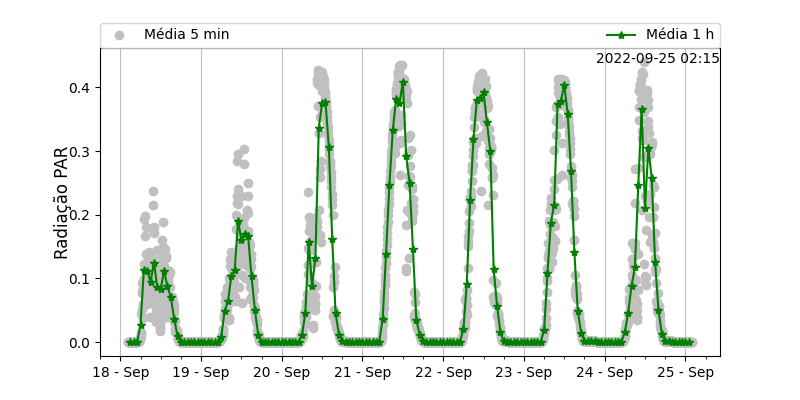 Média 5 min
Média 1 h
2022-09-25 02:15
Radiação PAR
0.4
0.3
0.2
0.1
0.0
18 - Sep
19 - Sep
20 - Sep
21 - Sep
22 - Sep
23 - Sep
24 - Sep
25 - Sep